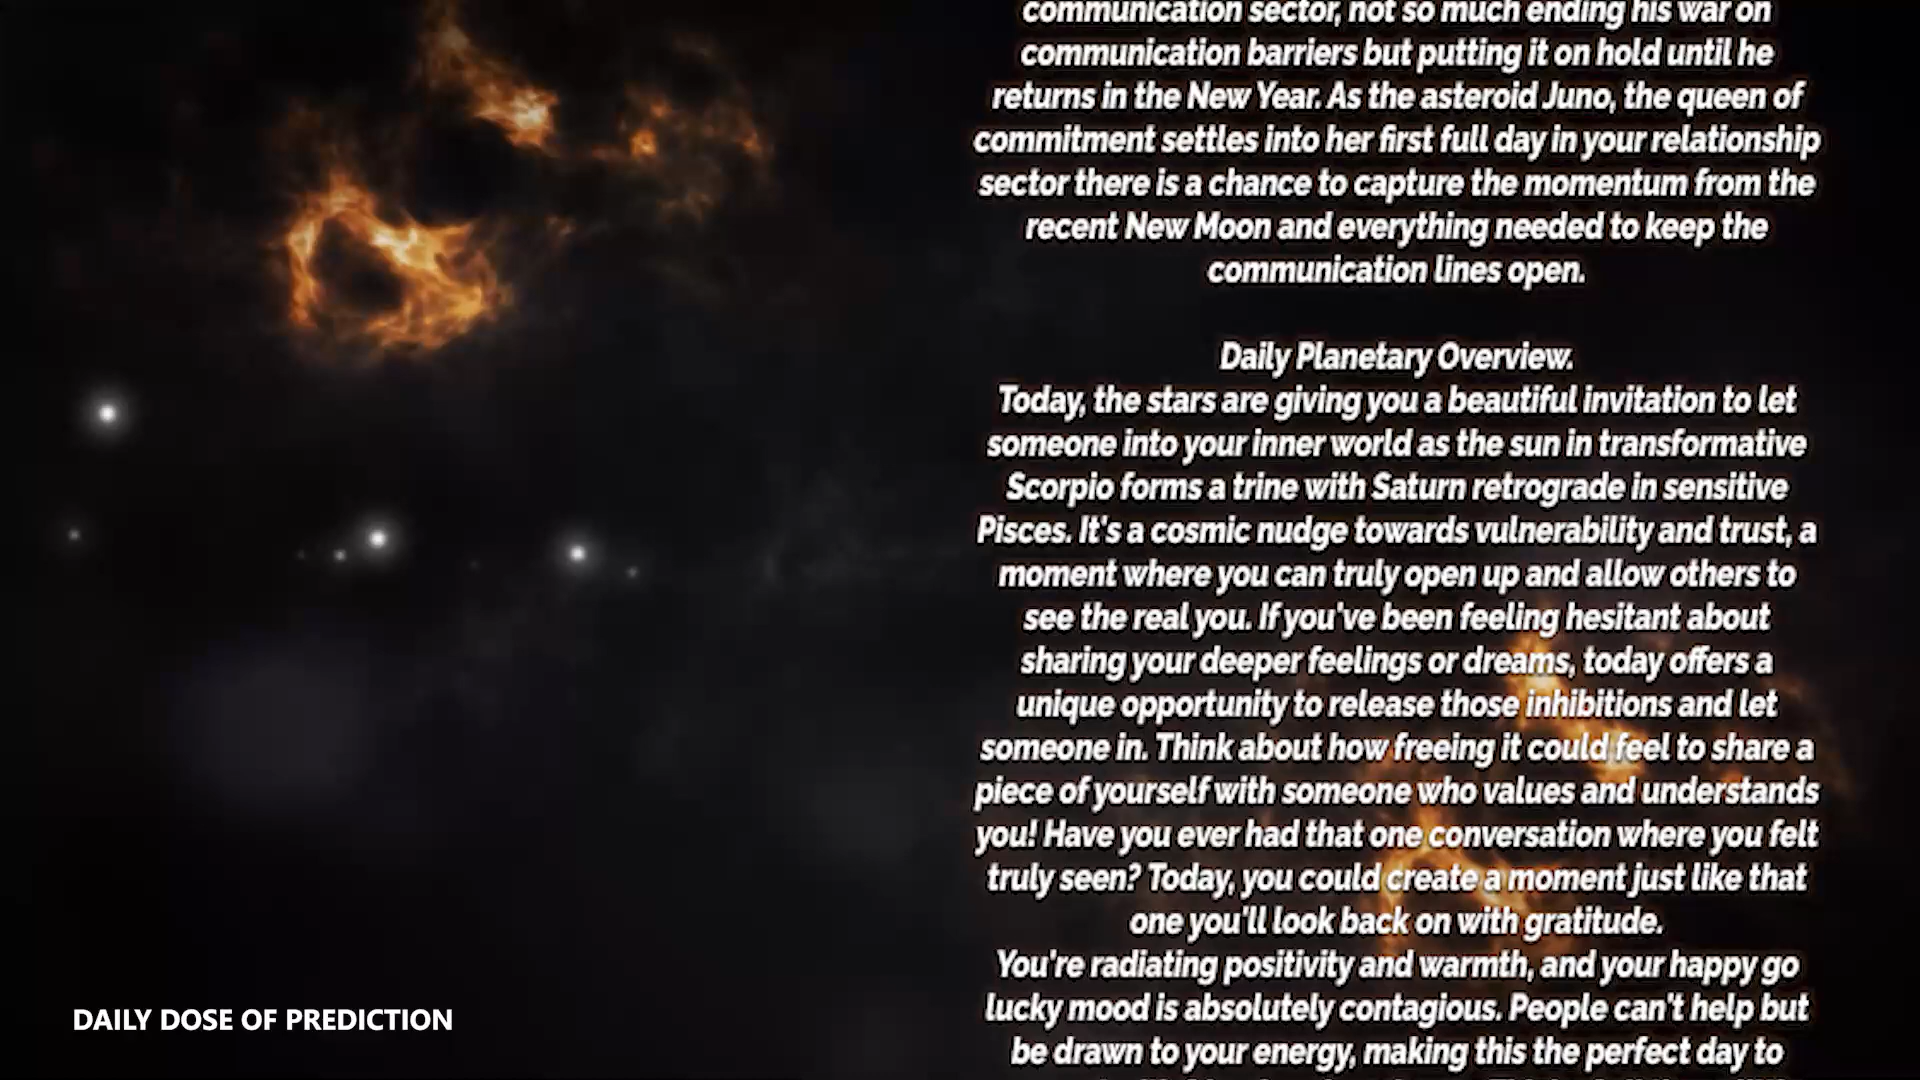 communication sector, not so much ending his war on
communication barriers but putting it on hold until he
returns in the New Year. As the asteroid Juno, the queen of
commitment settles into her first full day in your relationship
sector there is a chance to capture the momentum from the
recent New Moon and everything needed to keep the
communication lines open.
Daily Planetary Overview.
Today, the stars are giving you a beautiful invitation to let
someone into your inner world as the sun in transformative
Scorpio forms a trine with Saturn retrograde in sensitive
Pisces. It's a cosmic nudge towards vulnerability and trust, a
moment where you can truly open up and allow others to
see the real you. If you've been feeling hesitant about
sharing your deeper feelings or dreams, today offers a
unique opportunity to release those inhibitions and let
someone in. Think about how freeing it could feel to share a
piece of yourself with someone who values and understands
you! Have you ever had that one conversation where you felt
truly seen? Today, you could create a moment just like that
one you'll look back on with gratitude.
You're radiating positivity and warmth, and your happy go
lucky mood is absolutely contagious. People can't help but
be drawn to your energy, making this the perfect day to
DAILY DOSE OF PREDICTION